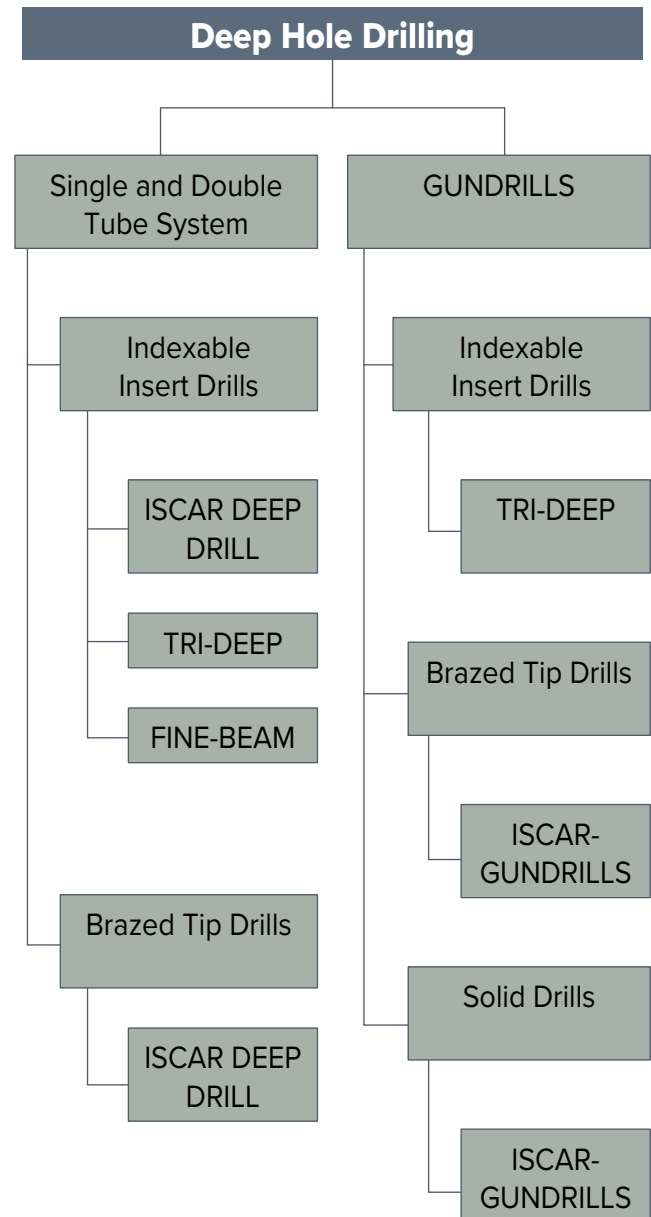 Deep Hole Drilling
Single and Double
Tube System
Indexable
Insert Drills
ISCAR DEEP
DRILL
TRI-DEEP
FINE-BEAM
Brazed Tip Drills
ISCAR DEEP
DRILL
GUNDRILLS
Indexable
Insert Drills
TRI-DEEP
Brazed Tip Drills
ISCAR-
GUNDRILLS
Solid Drills
ISCAR-
GUNDRILLS